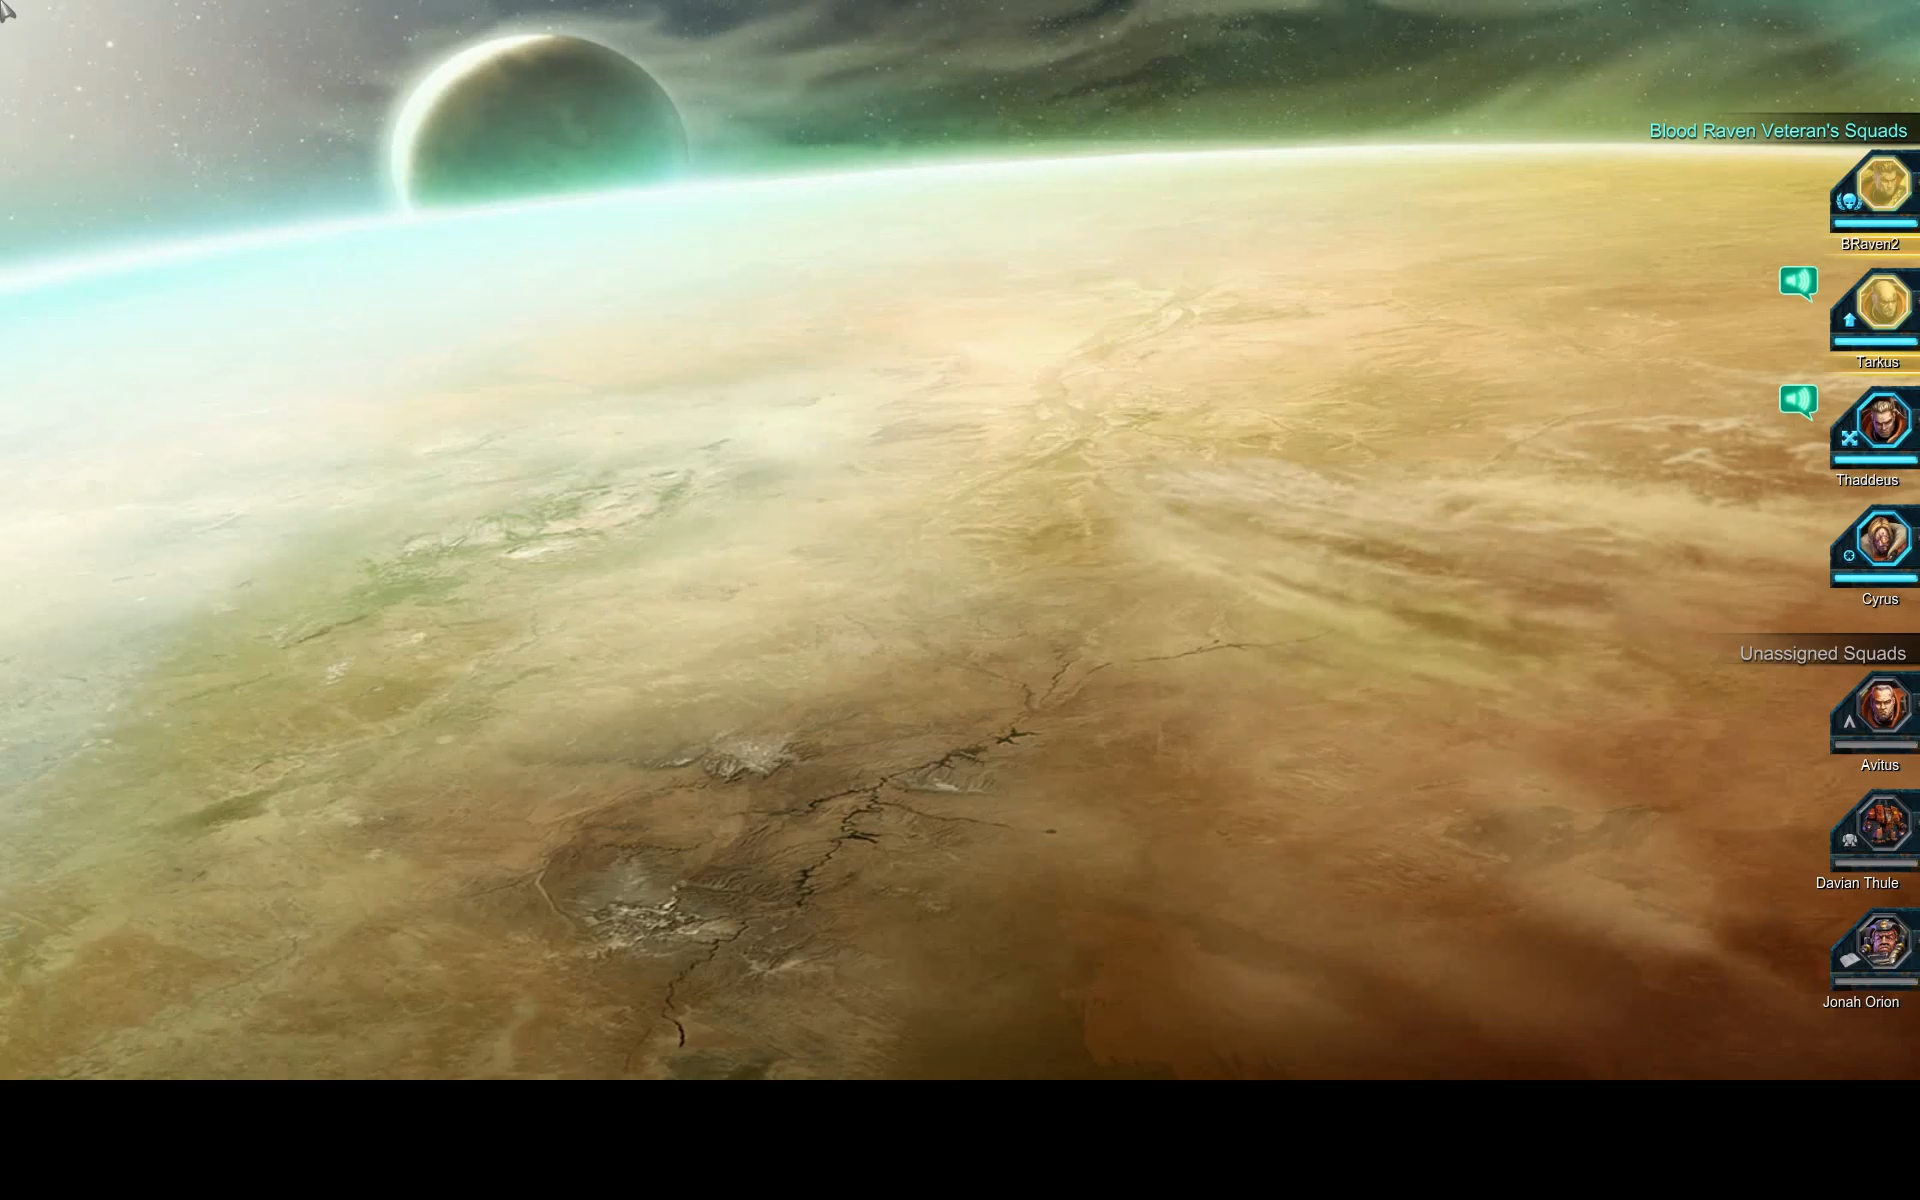 Blood Raven Veteran's Squads
BRaven2
Tarkus
Thaddeus
Cyrus
Unassigned Squads
Avitus
Davian Thule
Jonah Orion